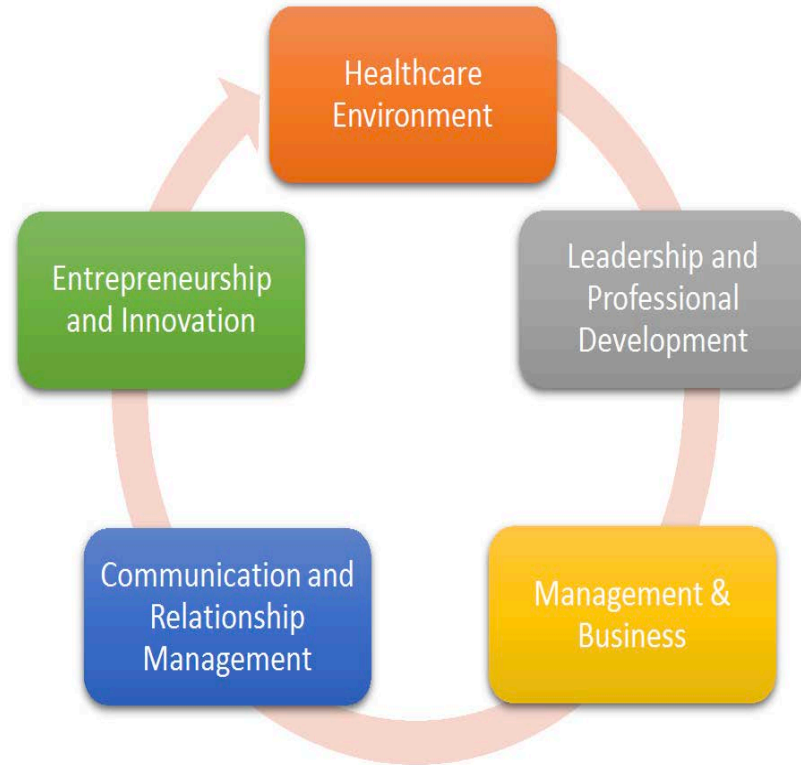 Healthcare
Environment
Leadership and
Professional
Development
Management &
Business
Communication and
Relationship
Management
Entrepreneurship
and Innovation